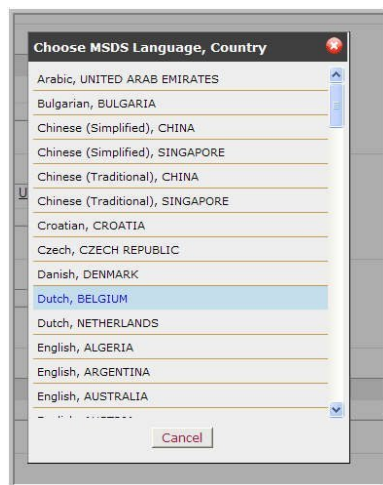 Choose MSDS Language, Country
Arabic, UNITED ARAB EMIRATES
Bulgarian, BULGARIA
Chinese (Simplified), CHINA
Chinese (Simplified), SINGAPORE
Chinese (Traditional), CHINA
Chinese (Traditional), SINGAPORE
U
Croatian, CROATIA
Czech, CZECH REPUBLIC
Danish, DENMARK
Dutch, BELGIUM
Dutch, NETHERLANDS
English, ALGERIA
English, ARGENTINA
English, AUSTRALIA
Cancel